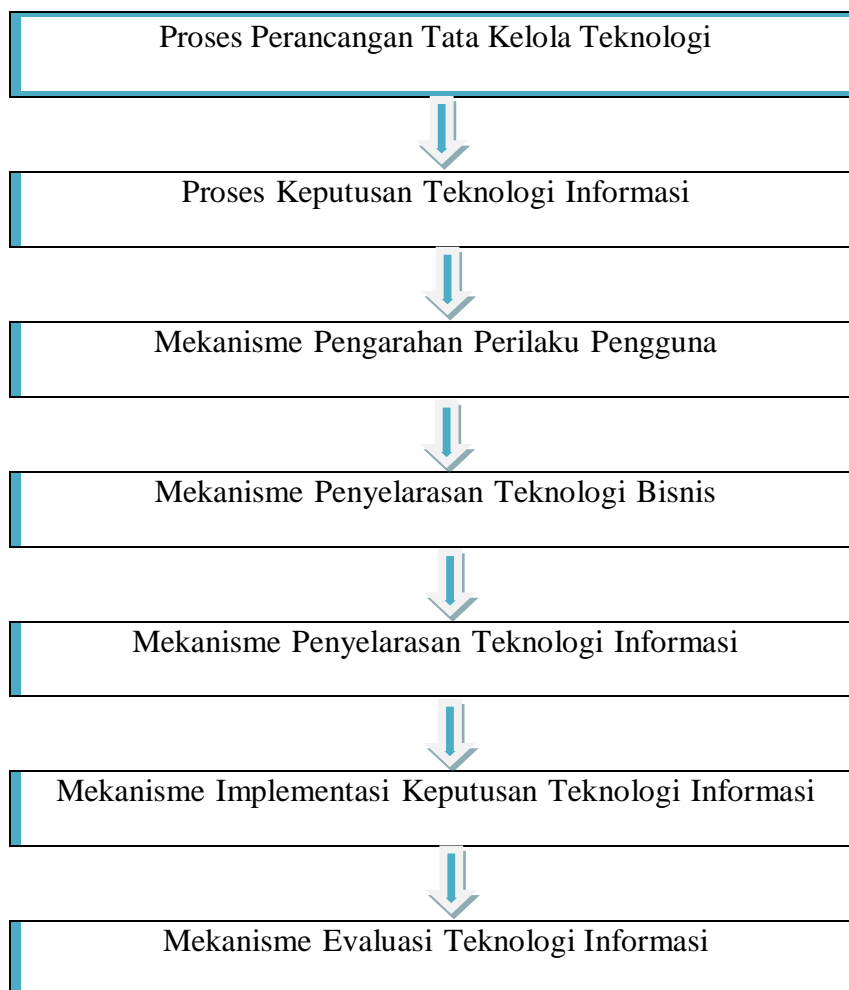 Proses Perancangan Tata Kelola Teknologi
Proses Keputusan Teknologi Informasi
Mekanisme Pengarahan Perilaku Pengguna
Mekanisme Penyelarasan Teknologi Bisnis
Mekanisme Penyelarasan Teknologi Informasi
Mekanisme Implementasi Keputusan Teknologi Informasi
Mekanisme Evaluasi Teknologi Informasi